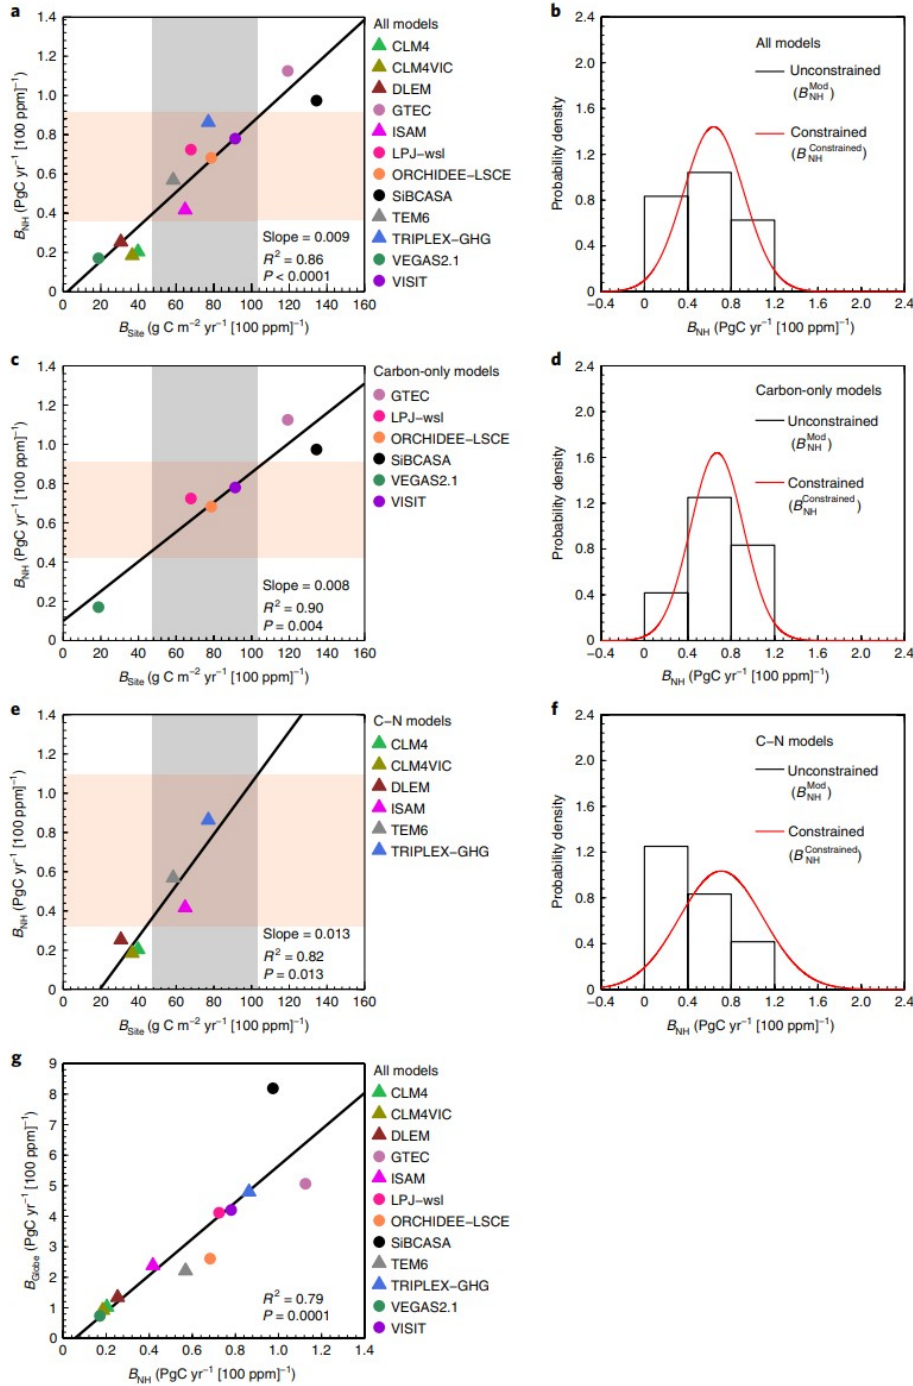 a
1.4
1.2
1.0
0.8
0.6
0.4
0.2
0
0 20 40 60 80 100 120 140 160
B_NH (PgC yr⁻¹ [100 ppm]⁻¹)
B_Site (g C m⁻² yr⁻¹ [100 ppm]⁻¹)
Slope = 0.009
R² = 0.86
P < 0.0001
All models
CLM4
CLM4VIC
DLEM
GTEC
ISAM
LPJ−wsl
ORCHIDEE−LSCE
SiBCASA
TEM6
TRIPLEX−GHG
VEGAS2.1
VISIT
b
2.4
2.0
1.6
1.2
0.8
0.4
0
−0.4 0 0.4 0.8 1.2 1.6 2.0 2.4
Probability density
B_NH (PgC yr⁻¹ [100 ppm]⁻¹)
All models
Unconstrained
(B_NH^Mod)
Constrained
(B_NH^Constrained)
c
1.4
1.2
1.0
0.8
0.6
0.4
0.2
0
0 20 40 60 80 100 120 140 160
B_NH (PgC yr⁻¹ [100 ppm]⁻¹)
B_Site (g C m⁻² yr⁻¹ [100 ppm]⁻¹)
Slope = 0.008
R² = 0.90
P = 0.004
Carbon-only models
GTEC
LPJ−wsl
ORCHIDEE−LSCE
SiBCASA
VEGAS2.1
VISIT
d
2.4
2.0
1.6
1.2
0.8
0.4
0
−0.4 0 0.4 0.8 1.2 1.6 2.0 2.4
Probability density
B_NH (PgC yr⁻¹ [100 ppm]⁻¹)
Carbon-only models
Unconstrained
(B_NH^Mod)
Constrained
(B_NH^Constrained)
e
1.4
1.2
1.0
0.8
0.6
0.4
0.2
0
0 20 40 60 80 100 120 140 160
B_NH (PgC yr⁻¹ [100 ppm]⁻¹)
B_Site (g C m⁻² yr⁻¹ [100 ppm]⁻¹)
Slope = 0.013
R² = 0.82
P = 0.013
C−N models
CLM4
CLM4VIC
DLEM
ISAM
TEM6
TRIPLEX−GHG
f
2.4
2.0
1.6
1.2
0.8
0.4
0
−0.4 0 0.4 0.8 1.2 1.6 2.0 2.4
Probability density
B_NH (PgC yr⁻¹ [100 ppm]⁻¹)
C−N models
Unconstrained
(B_NH^Mod)
Constrained
(B_NH^Constrained)
g
9
8
7
6
5
4
3
2
1
0
0 0.2 0.4 0.6 0.8 1.0 1.2 1.4
B_Globe (PgC yr⁻¹ [100 ppm]⁻¹)
B_NH (PgC yr⁻¹ [100 ppm]⁻¹)
R² = 0.79
P = 0.0001
All models
CLM4
CLM4VIC
DLEM
GTEC
ISAM
LPJ−wsl
ORCHIDEE−LSCE
SiBCASA
TEM6
TRIPLEX−GHG
VEGAS2.1
VISIT